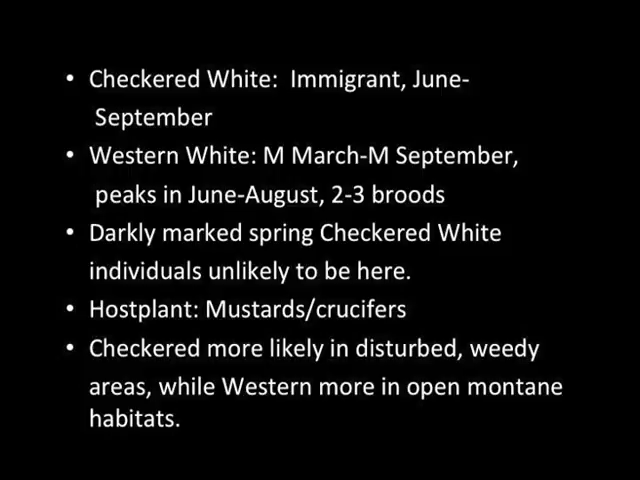 • Checkered White:  Immigrant, June-
September
• Western White: M March-M September,
peaks in June-August, 2-3 broods
• Darkly marked spring Checkered White
individuals unlikely to be here.
• Hostplant: Mustards/crucifers
• Checkered more likely in disturbed, weedy
areas, while Western more in open montane
habitats.